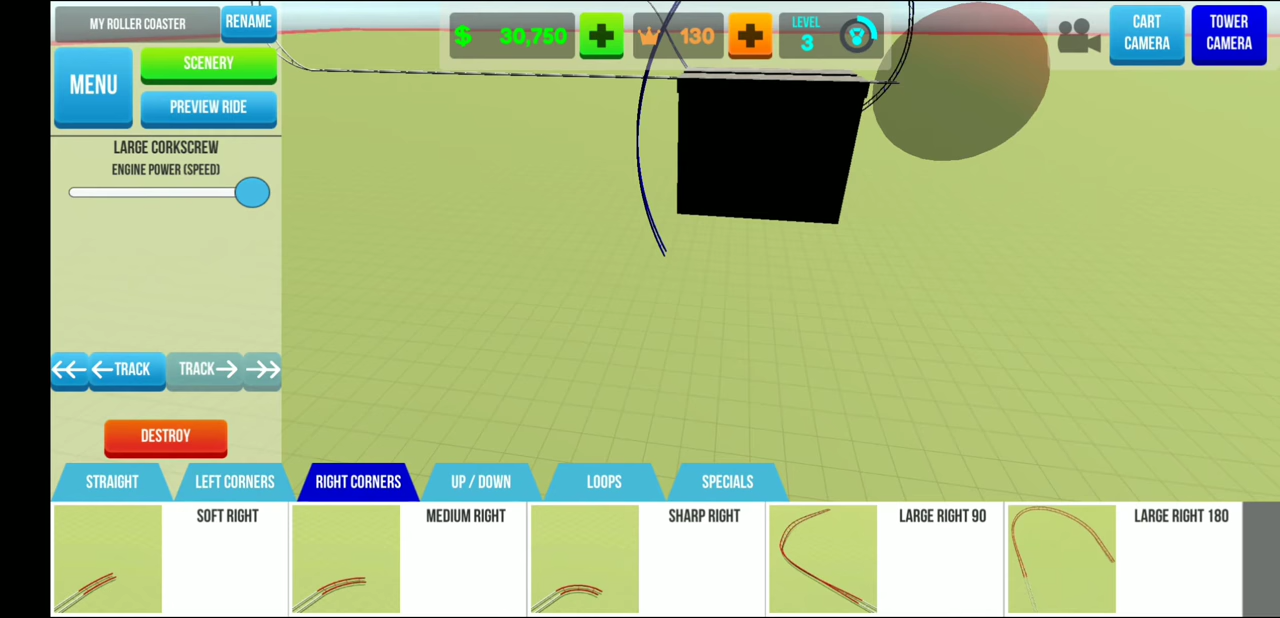 MY ROLLER COASTER
RENAME
MENU
SCENERY
PREVIEW RIDE
$ 30,750
130
LEVEL
3
CART
CAMERA
TOWER
CAMERA
LARGE CORKSCREW
ENGINE POWER (SPEED)
TRACK
TRACK
DESTROY
STRAIGHT
LEFT CORNERS
RIGHT CORNERS
UP / DOWN
LOOPS
SPECIALS
SOFT RIGHT
MEDIUM RIGHT
SHARP RIGHT
LARGE RIGHT 90
LARGE RIGHT 180